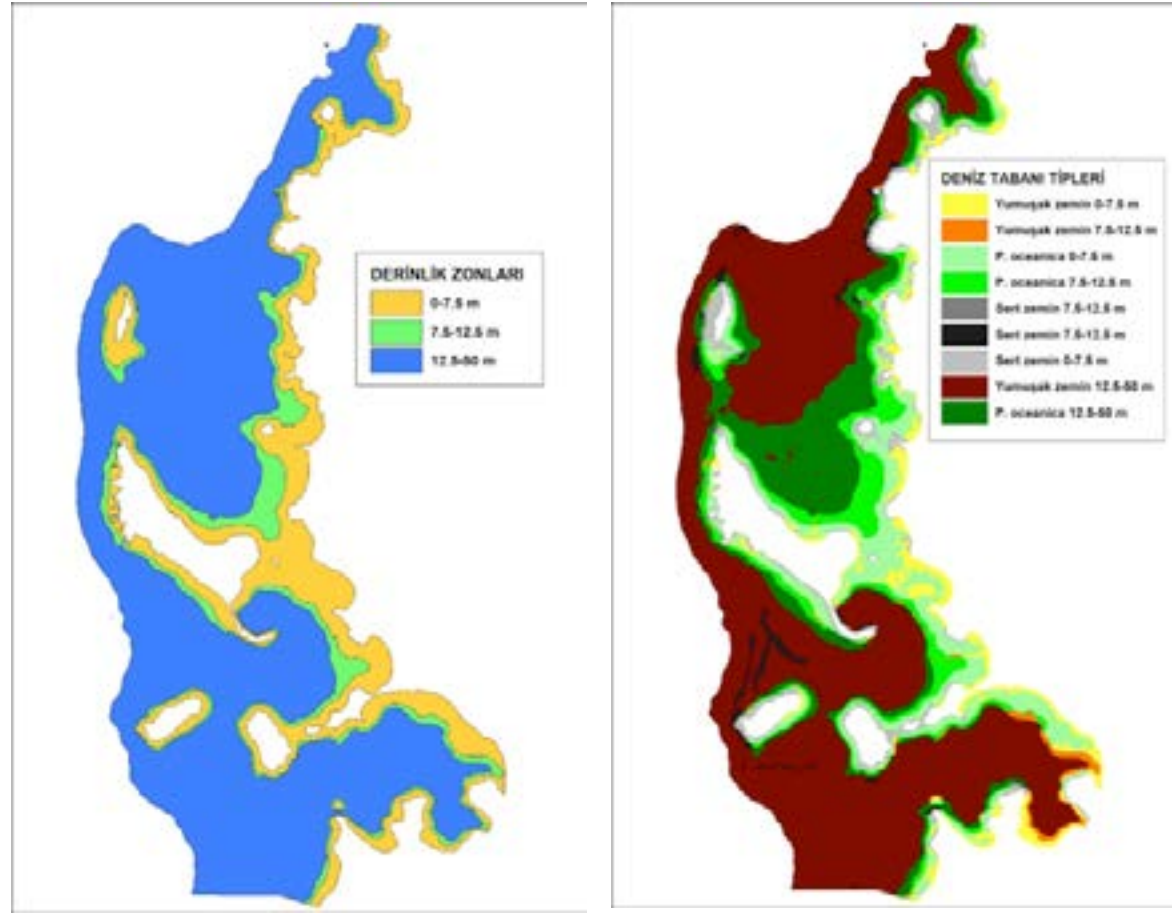 DERİNLİK ZONLARI
0-7.5 m
7.5-12.5 m
12.5-50 m
DENİZ TABANI TİPLERİ
Yumuşak zemin 0-7.5 m
Yumuşak zemin 7.5-12.5 m
P. oceanica 0-7.5 m
P. oceanica 7.5-12.5 m
Sert zemin 7.5-12.5 m
Sert zemin 7.5-12.5 m
Sert zemin 0-7.5 m
Yumuşak zemin 12.5-50 m
P. oceanica 12.5-50 m